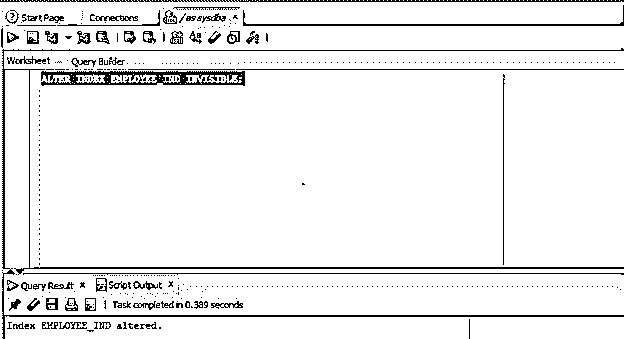 Start Page Connections / as sysdba ×
Worksheet Query Builder
ALTER INDEX EMPLOYEE_IND INVISIBLE;
Query Result × Script Output ×
Task completed in 0.389 seconds
Index EMPLOYEE_IND altered.